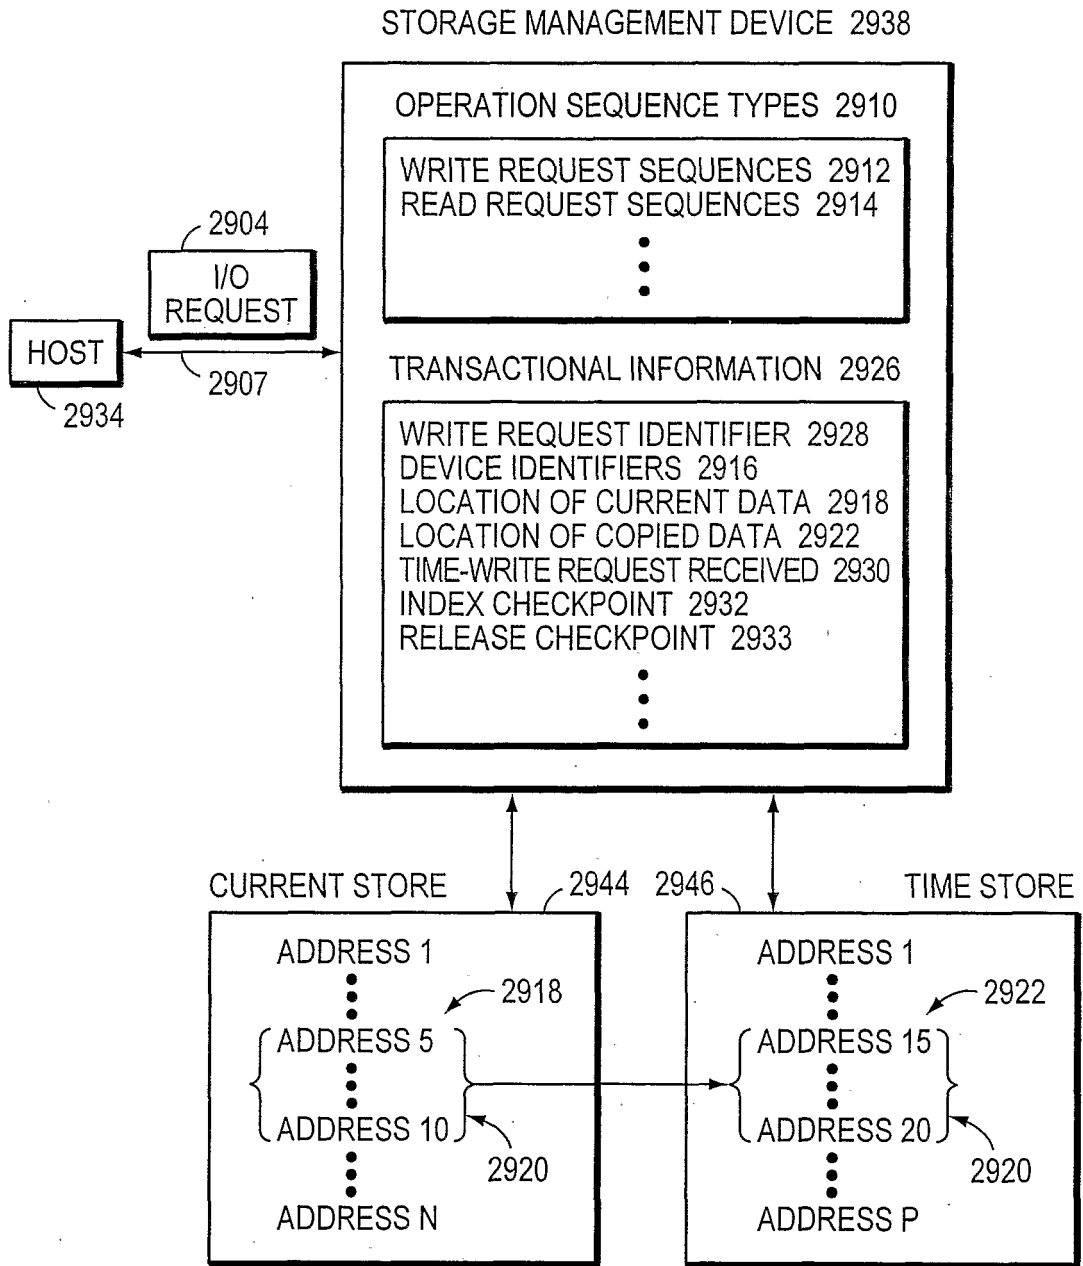 STORAGE MANAGEMENT DEVICE 2938
OPERATION SEQUENCE TYPES 2910
WRITE REQUEST SEQUENCES 2912
READ REQUEST SEQUENCES 2914
2904
I/O
REQUEST
HOST
2907
2934
TRANSACTIONAL INFORMATION 2926
WRITE REQUEST IDENTIFIER 2928
DEVICE IDENTIFIERS 2916
LOCATION OF CURRENT DATA 2918
LOCATION OF COPIED DATA 2922
TIME-WRITE REQUEST RECEIVED 2930
INDEX CHECKPOINT 2932
RELEASE CHECKPOINT 2933
CURRENT STORE
2944
ADDRESS 1
2918
ADDRESS 5
ADDRESS 10
2920
ADDRESS N
2946
TIME STORE
ADDRESS 1
2922
ADDRESS 15
ADDRESS 20
2920
ADDRESS P